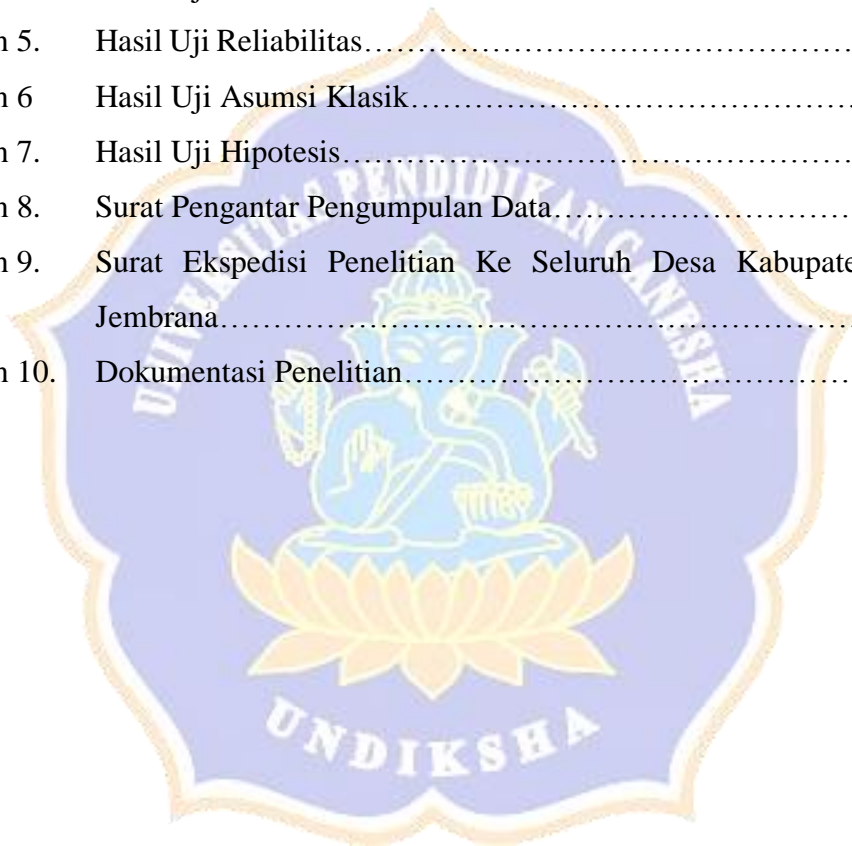 n 5. Hasil Uji Reliabilitas……………………………………………
n 6 Hasil Uji Asumsi Klasik………………………………………
n 7. Hasil Uji Hipotesis………………………………………………
n 8. Surat Pengantar Pengumpulan Data……………………………
n 9. Surat Ekspedisi Penelitian Ke Seluruh Desa Kabupate
Jembrana…………………………………………………………
n 10. Dokumentasi Penelitian…………………………………………
UNIVERSITAS PENDIDIKAN GANESHA
UNDIKSHA